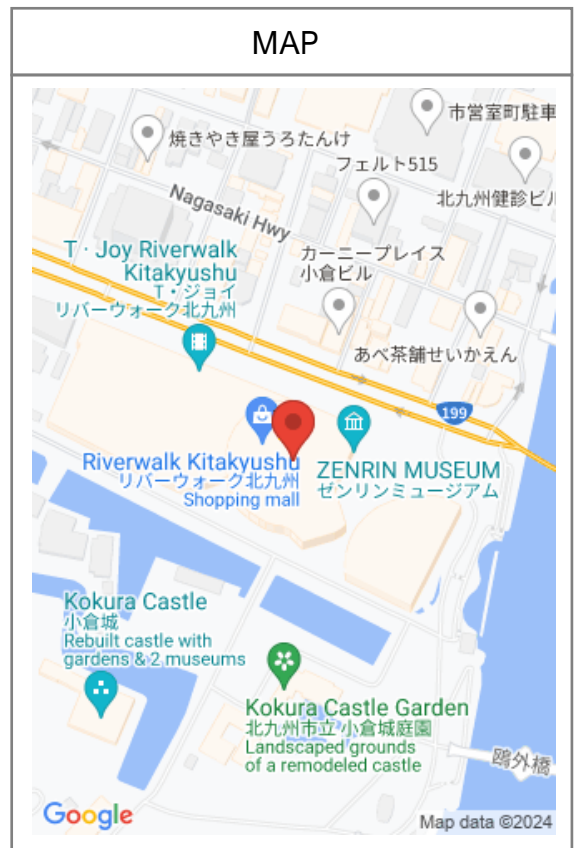 MAP
市営室町駐車
焼きやき屋うろたんけ
フェルト515
北九州健診ビル
Nagasaki Hwy
T・Joy Riverwalk
Kitakyushu
T・ジョイ
リバーウォーク北九州
カーニープレイス
小倉ビル
あべ茶舗せいかえん
199
Riverwalk Kitakyushu
リバーウォーク北九州
Shopping mall
ZENRIN MUSEUM
ゼンリンミュージアム
Kokura Castle
小倉城
Rebuilt castle with
gardens & 2 museums
Kokura Castle Garden
北九州市立 小倉城庭園
Landscaped grounds
of a remodeled castle
鴎外橋
Google
Map data ©2024